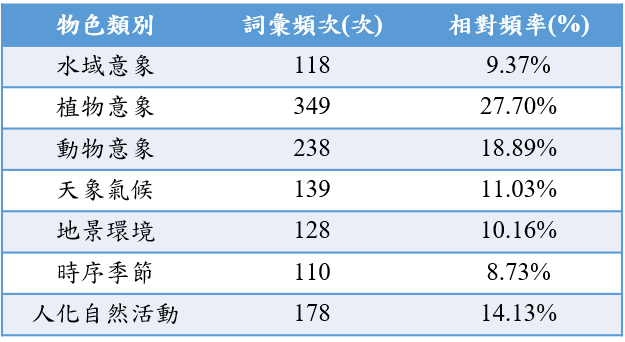 物色類別 詞彙頻次(次) 相對頻率(%)
水域意象 118 9.37%
植物意象 349 27.70%
動物意象 238 18.89%
天象氣候 139 11.03%
地景環境 128 10.16%
時序季節 110 8.73%
人化自然活動 178 14.13%